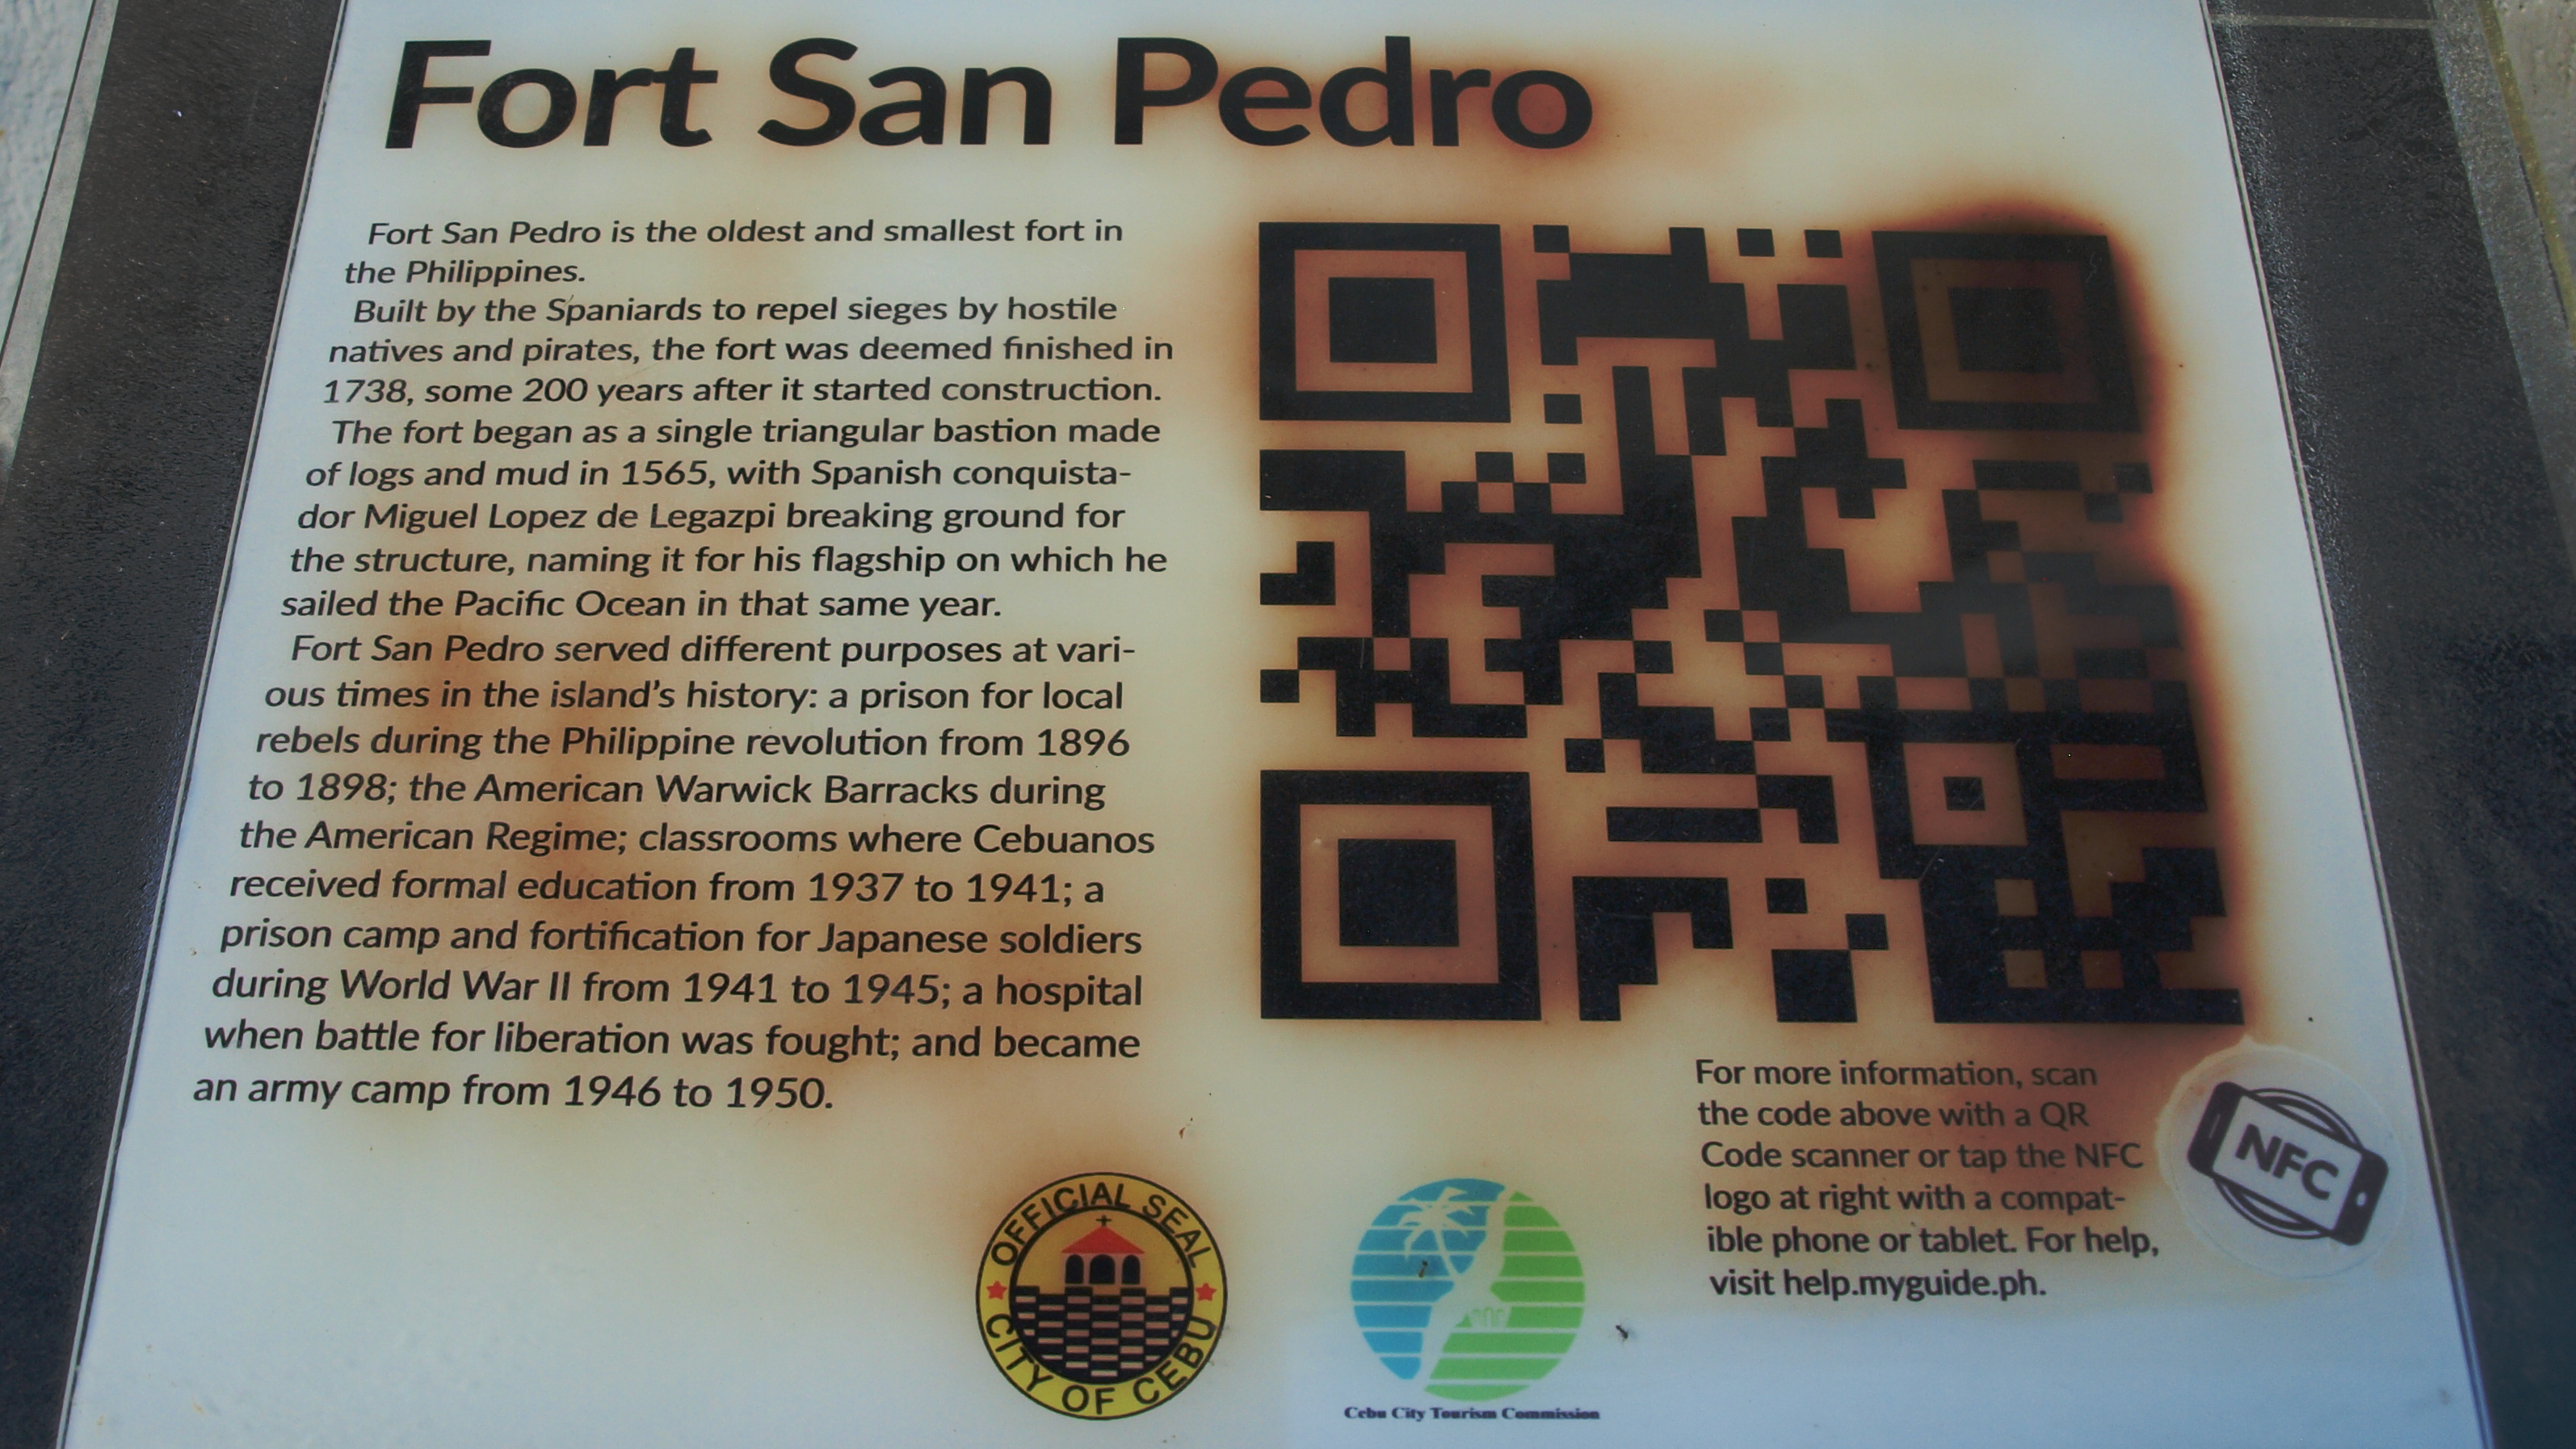 Fort San Pedro
Fort San Pedro is the oldest and smallest fort in
the Philippines.
Built by the Spaniards to repel sieges by hostile
natives and pirates, the fort was deemed finished in
1738, some 200 years after it started construction.
The fort began as a single triangular bastion made
of logs and mud in 1565, with Spanish conquista-
dor Miguel Lopez de Legazpi breaking ground for
the structure, naming it for his flagship on which he
sailed the Pacific Ocean in that same year.
Fort San Pedro served different purposes at vari-
ous times in the island’s history: a prison for local
rebels during the Philippine revolution from 1896
to 1898; the American Warwick Barracks during
the American Regime; classrooms where Cebuanos
received formal education from 1937 to 1941; a
prison camp and fortification for Japanese soldiers
during World War II from 1941 to 1945; a hospital
when battle for liberation was fought; and became
an army camp from 1946 to 1950.
For more information, scan
the code above with a QR
Code scanner or tap the NFC
logo at right with a compat-
ible phone or tablet. For help,
visit help.myguide.ph.
NFC
OFFICIAL SEAL
CITY OF CEBU
Cebu City Tourism Commission